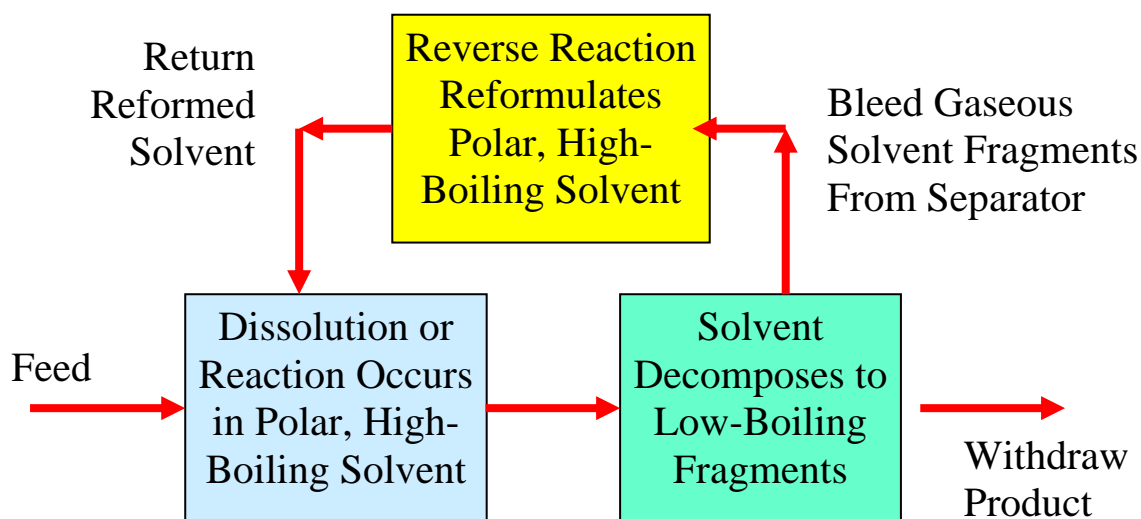 Return
Reformed
Solvent
Reverse Reaction
Reformulates
Polar, High-
Boiling Solvent
Bleed Gaseous
Solvent Fragments
From Separator
Feed
Dissolution or
Reaction Occurs
in Polar, High-
Boiling Solvent
Solvent
Decomposes to
Low-Boiling
Fragments
Withdraw
Product